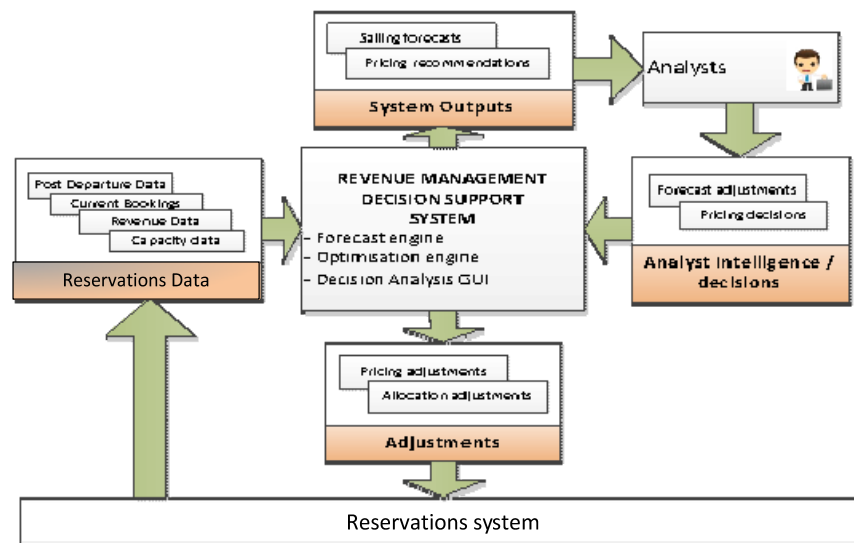 Sailing forecasts
Pricing recommendations
System Outputs
Analysts
Post Departure Data
Current Bookings
Revenue Data
Capacity data
Reservations Data
REVENUE MANAGEMENT
DECISION SUPPORT
SYSTEM
– Forecast engine
– Optimisation engine
– Decision Analysis GUI
Forecast adjustments
Pricing decisions
Analyst intelligence /
decisions
Pricing adjustments
Allocation adjustments
Adjustments
Reservations system